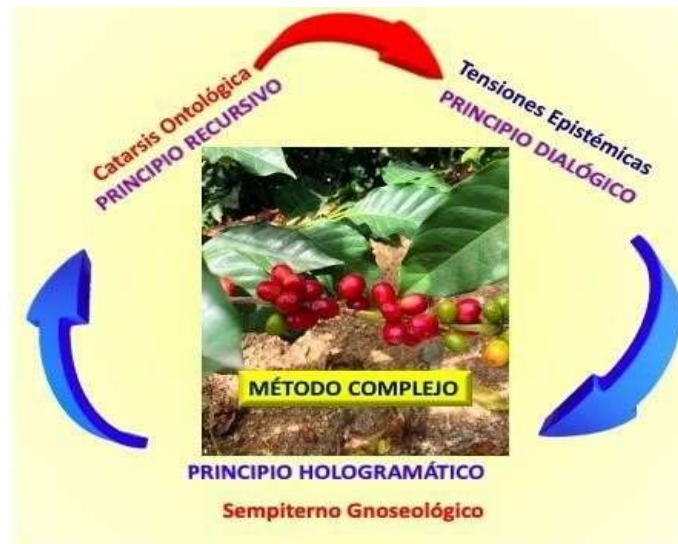 Catarsis Ontológica
PRINCIPIO RECURSIVO
Tensiones Epistémicas
PRINCIPIO DIALÓGICO
MÉTODO COMPLEJO
PRINCIPIO HOLOGRAMÁTICO
Sempiterno Gnoseológico